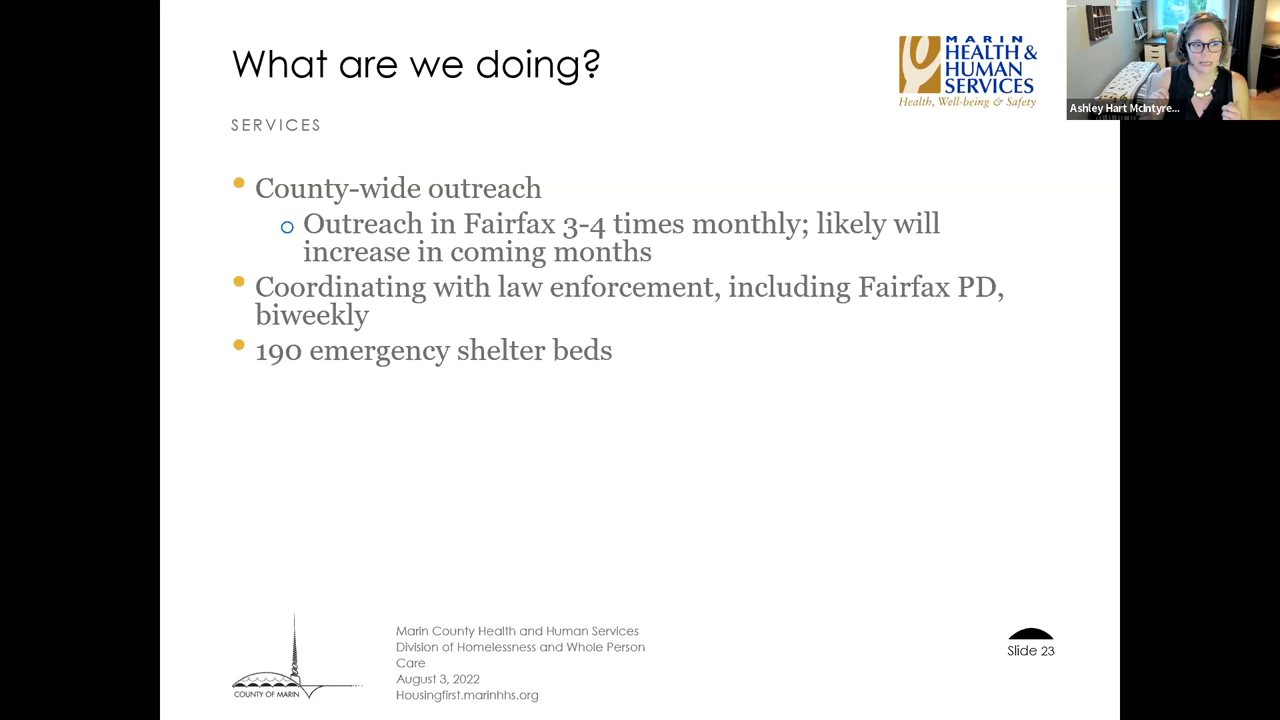 What are we doing?
MARIN
HEALTH &
HUMAN
SERVICES
Health, Well-being & Safety
Ashley Hart McIntyre...
SERVICES
County-wide outreach
Outreach in Fairfax 3-4 times monthly; likely will
increase in coming months
Coordinating with law enforcement, including Fairfax PD,
biweekly
190 emergency shelter beds
COUNTY OF MARIN
Marin County Health and Human Services
Division of Homelessness and Whole Person
Care
August 3, 2022
Housingfirst.marinhhs.org
Slide 23